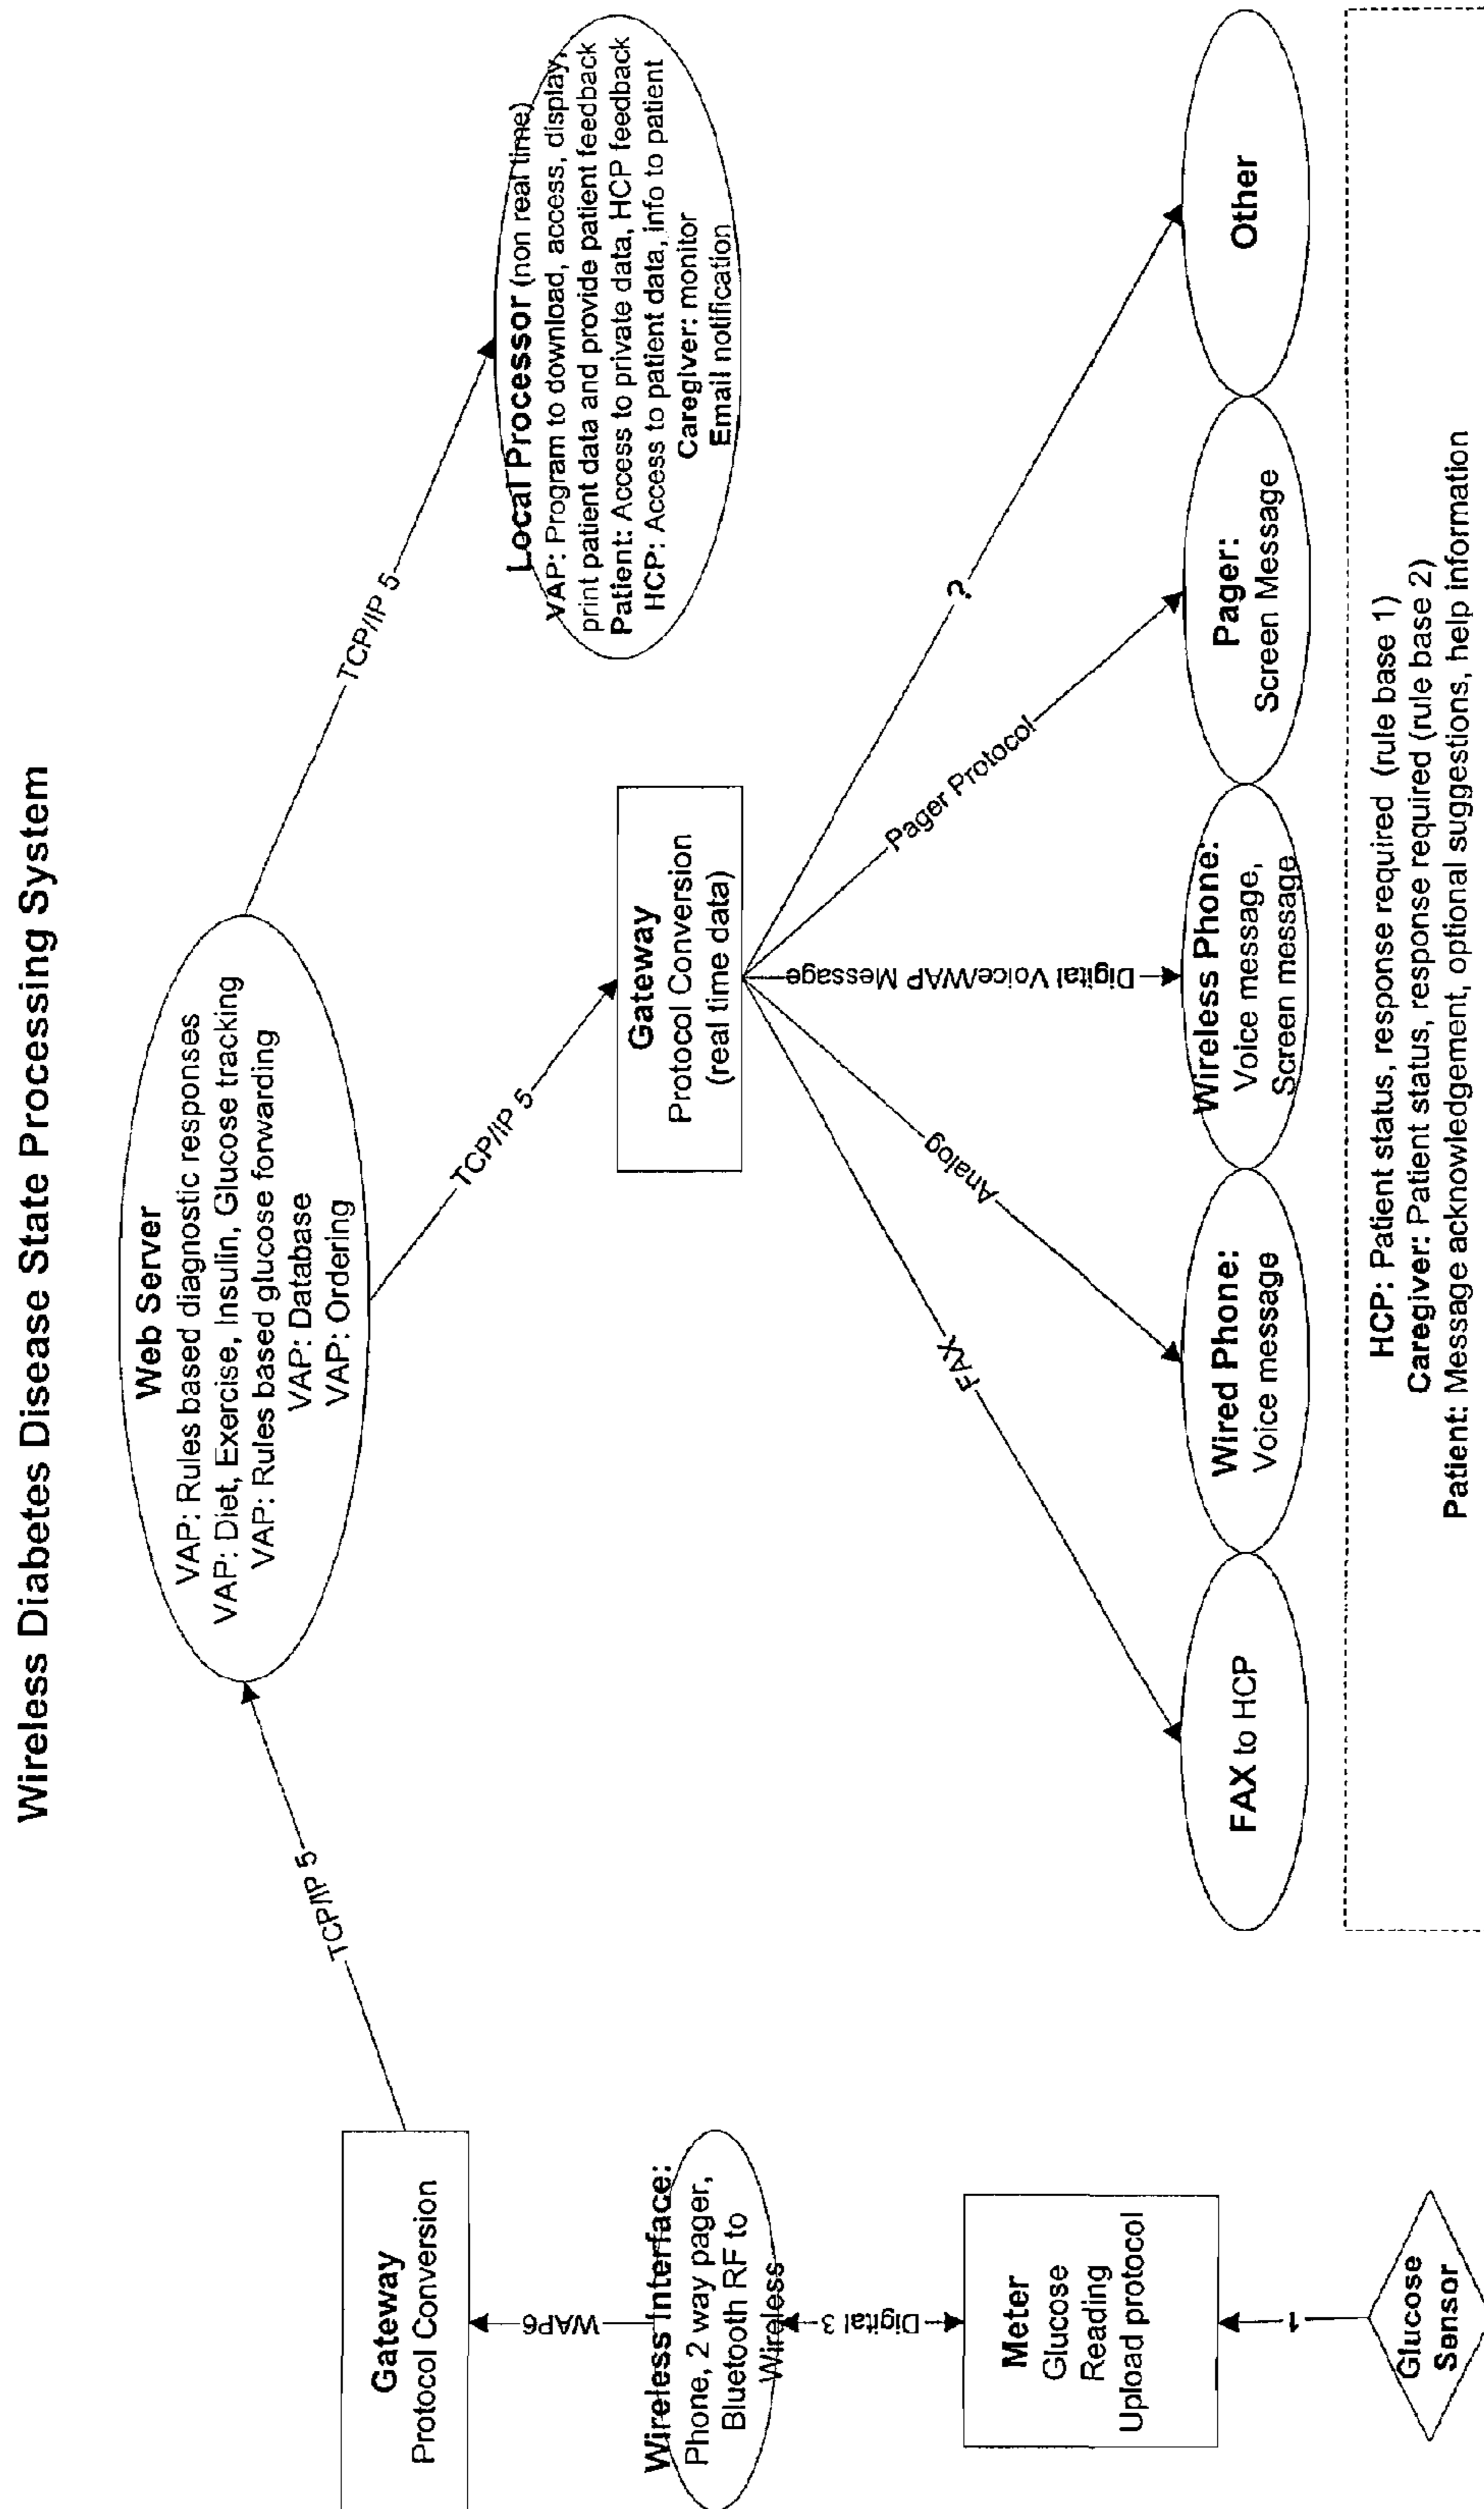 Wireless Diabetes Disease State Processing System
Web Server
VAP: Rules based diagnostic responses
VAP: Diet, Exercise, Insulin, Glucose tracking
VAP: Rules based glucose forwarding
VAP: Database
VAP: Ordering
TCP/IP 5
TCP/IP 5
TCP/IP 5
Gateway
Protocol Conversion
WAP6
Wireless Interface:
Phone, 2 way pager,
Bluetooth RF to
Wireless
Digital 3
Meter
Glucose
Reading
Upload protocol
1
Glucose
Sensor
Local Processor (non real time)
VAP: Program to download, access, display,
print patient data and provide patient feedback
Patient: Access to private data, HCP feedback
HCP: Access to patient data, info to patient
Caregiver: monitor
Email notification
Gateway
Protocol Conversion
(real time data)
FAX
Analog
Digital Voice/WAP Message
Pager Protocol
?
FAX to HCP
Wired Phone:
Voice message
Wireless Phone:
Voice message,
Screen message
Pager:
Screen Message
Other
HCP: Patient status, response required (rule base 1)
Caregiver: Patient status, response required (rule base 2)
Patient: Message acknowledgement, optional suggestions, help information